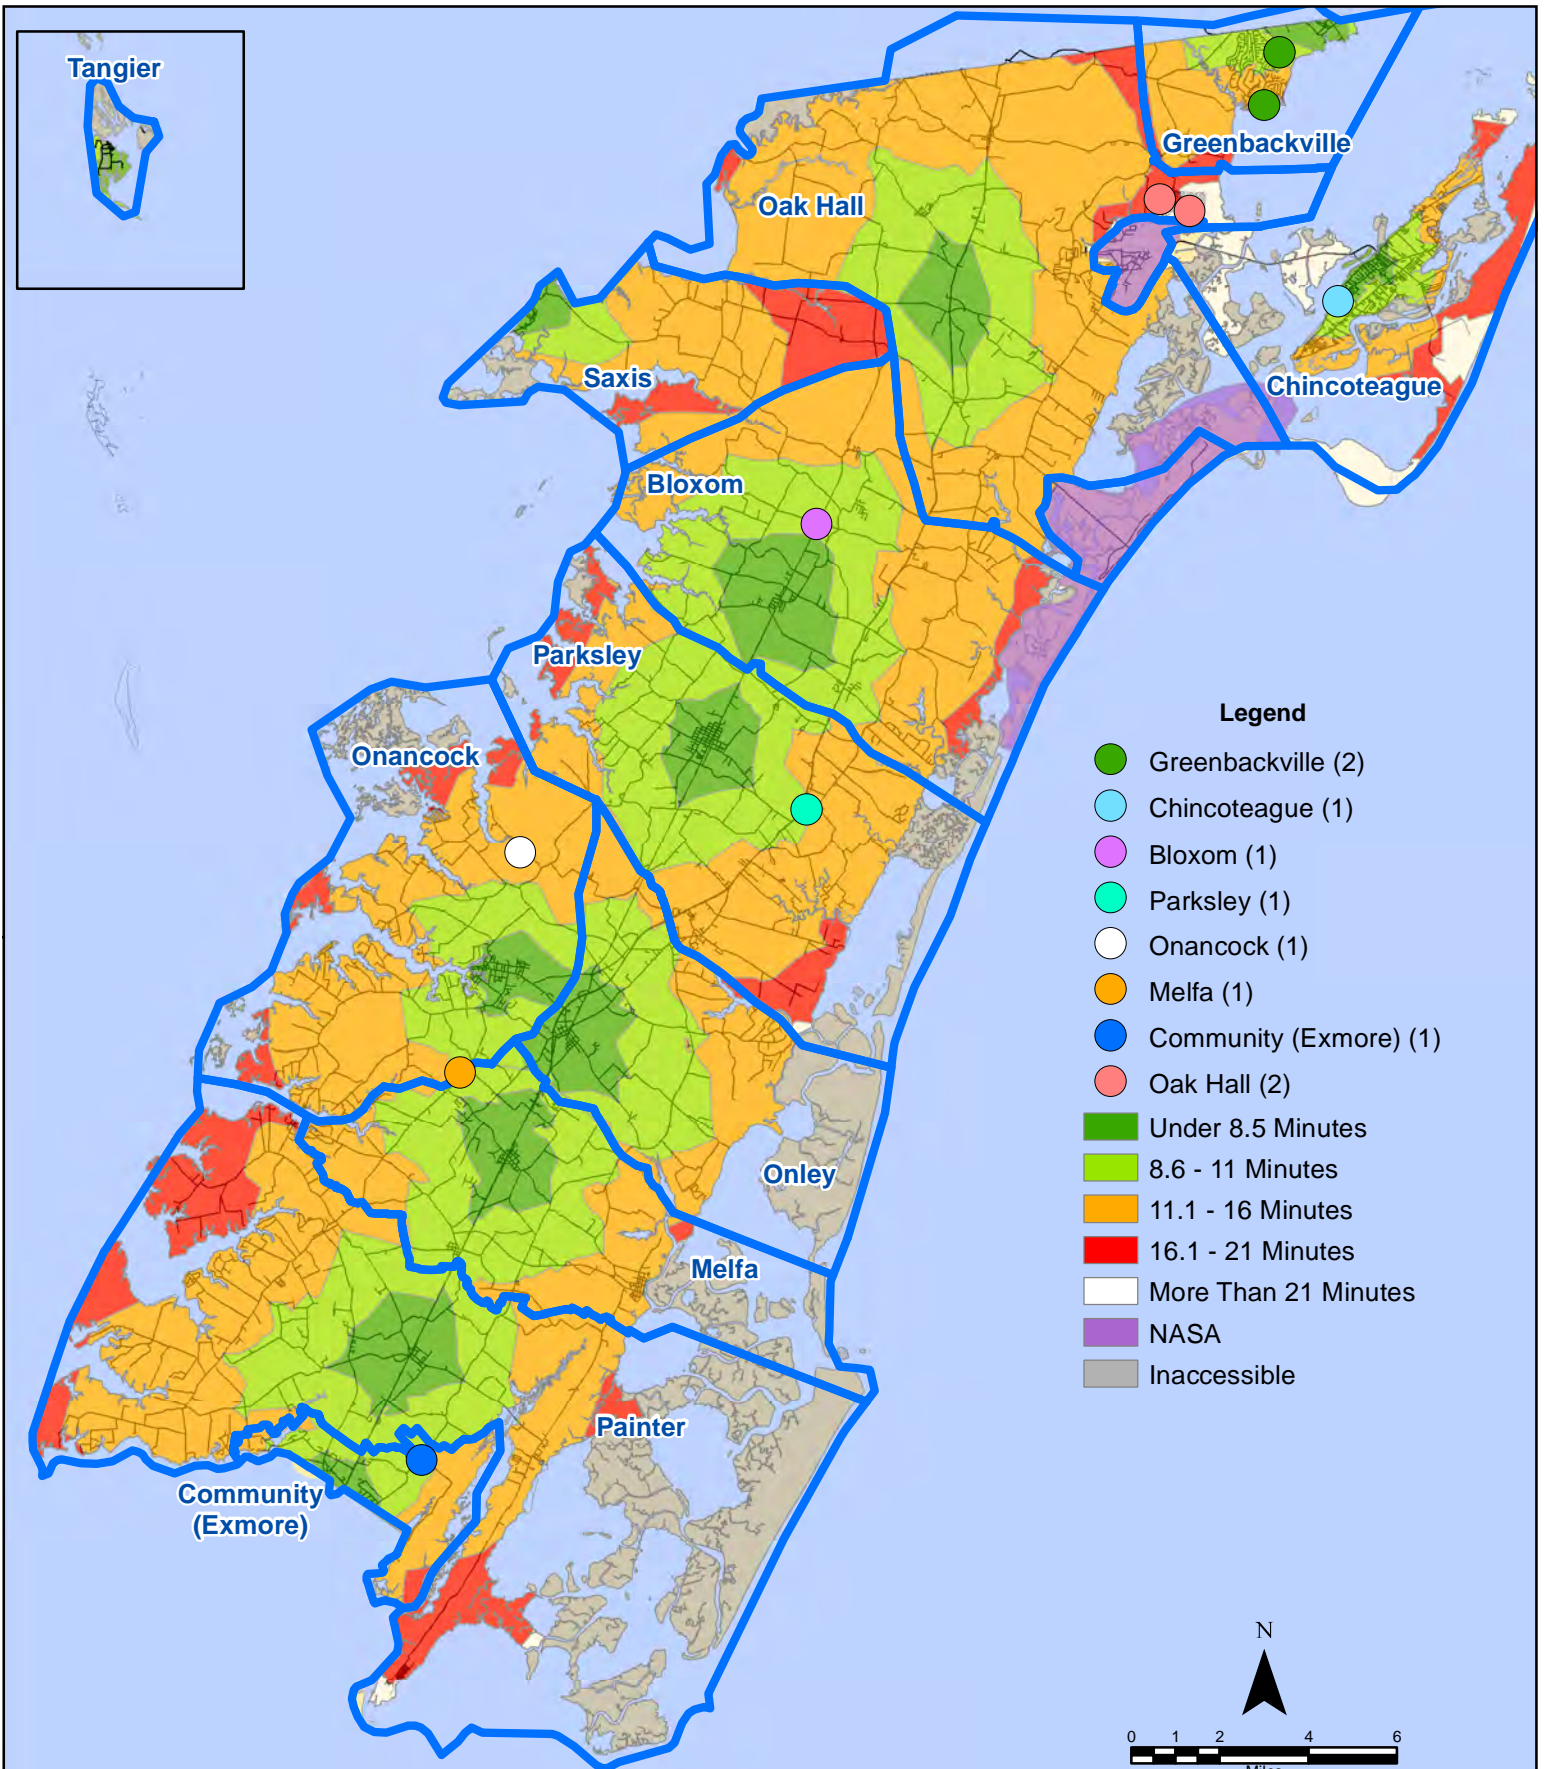 Tangier
Greenbackville
Oak Hall
Saxis
Chincoteague
Bloxom
Parksley
Onancock
Legend
Greenbackville (2)
Chincoteague (1)
Bloxom (1)
Parksley (1)
Onancock (1)
Melfa (1)
Community (Exmore) (1)
Oak Hall (2)
Under 8.5 Minutes
8.6 - 11 Minutes
11.1 - 16 Minutes
16.1 - 21 Minutes
More Than 21 Minutes
NASA
Inaccessible
Onley
Melfa
Painter
Community
(Exmore)
N
0 1 2 4 6
Miles